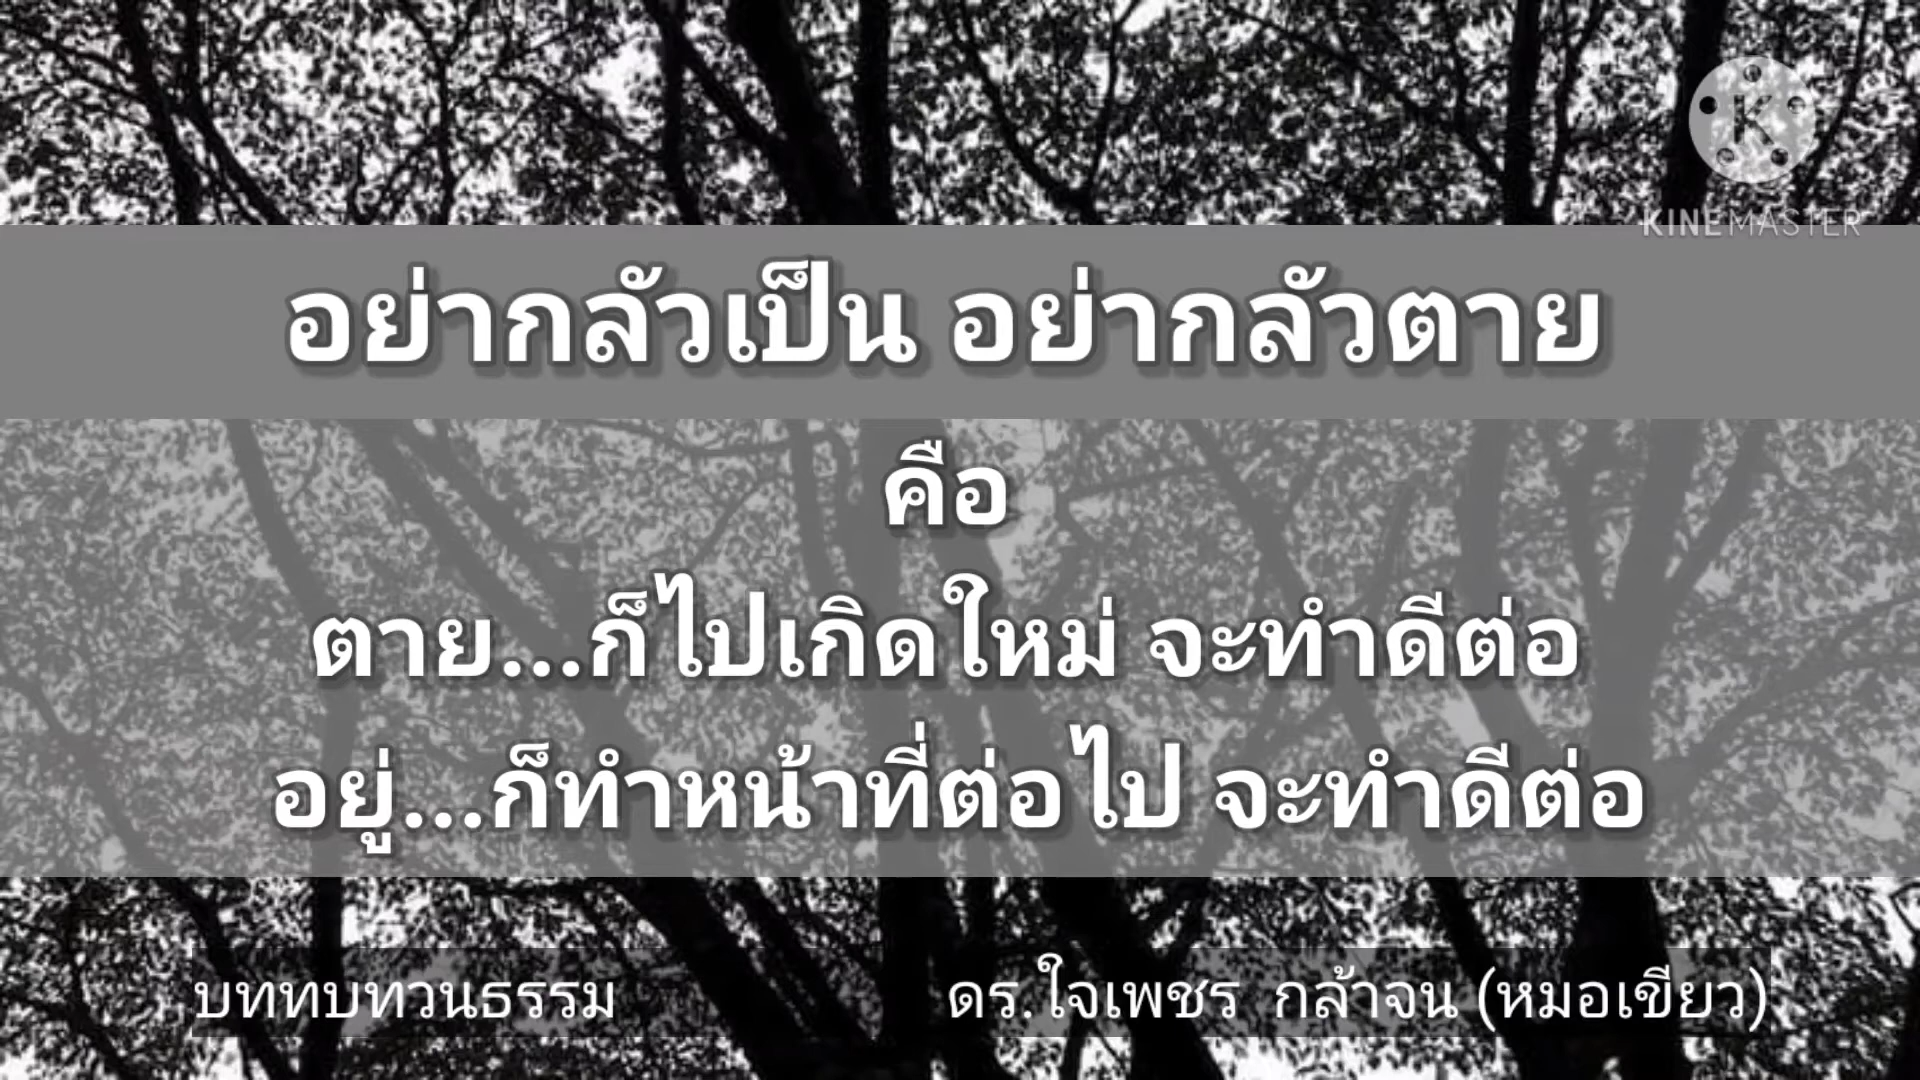 KINEMASTER
อย่ากลัวเป็น อย่ากลัวตาย
คือ
ตาย...ก็ไปเกิดใหม่ จะทำดีต่อ
อยู่...ก็ทำหน้าที่ต่อไป จะทำดีต่อ
บททบทวนธรรม ดร.ใจเพชร กล้าจน (หมอเขียว)